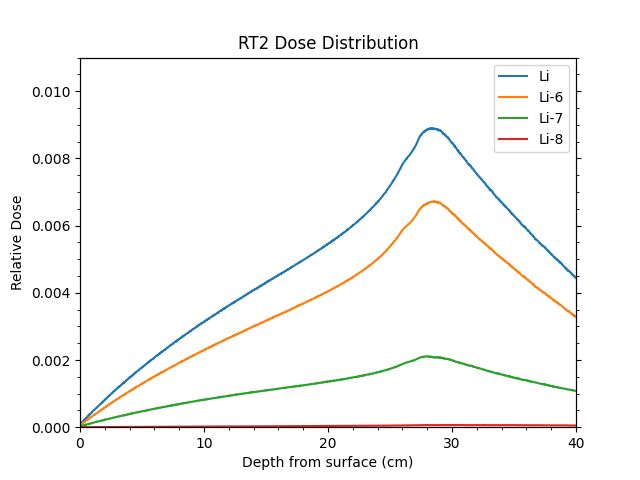 RT2 Dose Distribution
Relative Dose
0.010
0.008
0.006
0.004
0.002
0.000
Li
Li-6
Li-7
Li-8
0 10 20 30 40
Depth from surface (cm)